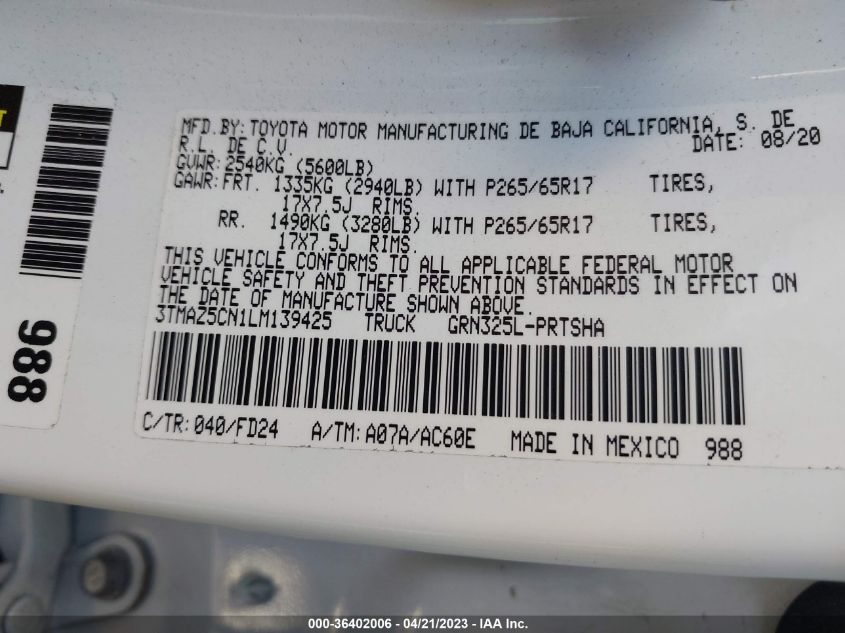 MFD.BY:TOYOTA MOTOR MANUFACTURING DE BAJA CALIFORNIA, S. DE
R.L. DE C.V. DATE: 08/20
GVWR:2540KG (5600LB)
GAWR:FRT. 1335KG (2940LB) WITH P265/65R17 TIRES,
17X7.5J RIMS.
RR. 1490KG (3280LB) WITH P265/65R17 TIRES,
17X7.5J RIMS.
THIS VEHICLE CONFORMS TO ALL APPLICABLE FEDERAL MOTOR
VEHICLE SAFETY AND THEFT PREVENTION STANDARDS IN EFFECT ON
THE DATE OF MANUFACTURE SHOWN ABOVE.
3TMAZ5CN1LM139425 TRUCK GRN325L-PRTSHA
C/TR:040/FD24 A/TM:A07A/AC60E MADE IN MEXICO 988
988
000-36402006 - 04/21/2023 - IAA Inc.